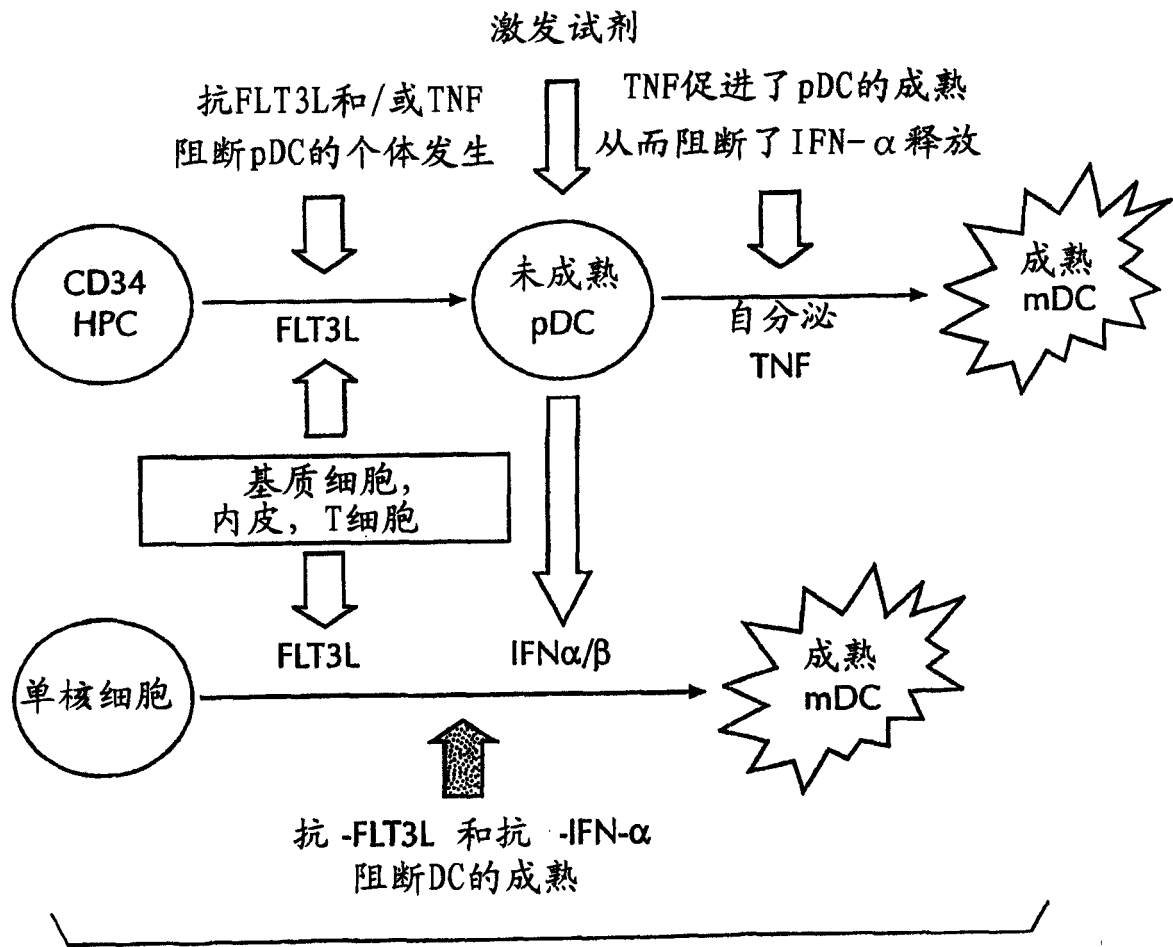 激发试剂
抗FLT3L和/或TNF
阻断pDC的个体发生
TNF促进了pDC的成熟
从而阻断了IFN-α释放
CD34
HPC
FLT3L
未成熟
pDC
自分泌
TNF
成熟
mDC
基质细胞,
内皮, T细胞
单核细胞
FLT3L
IFNα/β
成熟
mDC
抗-FLT3L 和抗-IFN-α
阻断DC的成熟